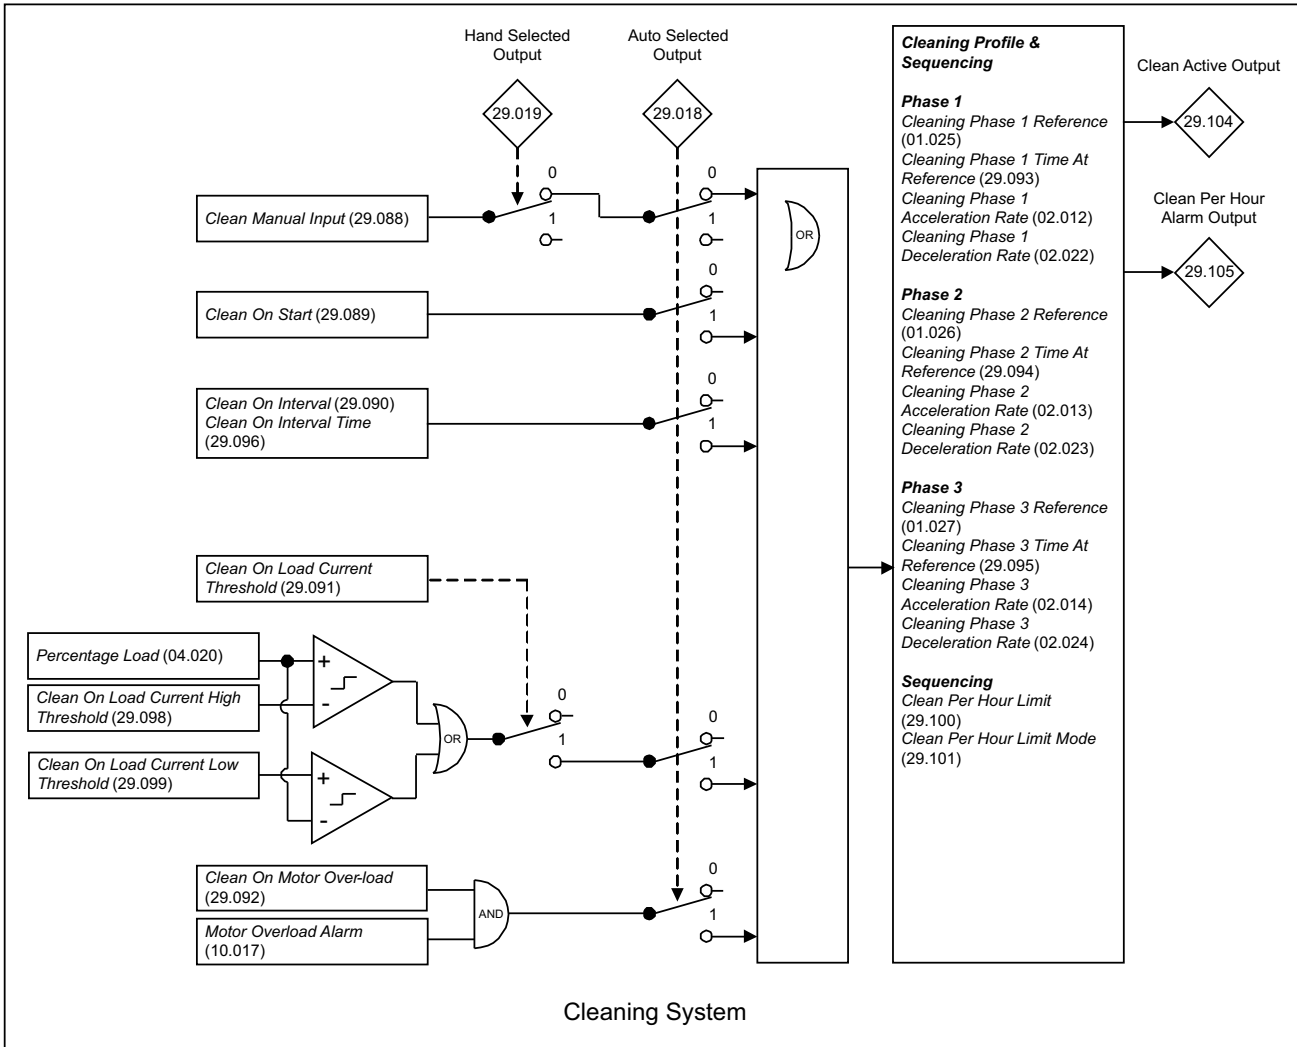 Hand Selected
Output
Auto Selected
Output
29.019
29.018
0
1
0
1
Clean Manual Input (29.088)
Clean On Start (29.089)
0
1
Clean On Interval (29.090)
Clean On Interval Time
(29.096)
0
1
Clean On Load Current
Threshold (29.091)
Percentage Load (04.020)
Clean On Load Current High
Threshold (29.098)
Clean On Load Current Low
Threshold (29.099)
+
-
+
-
OR
0
1
0
1
Clean On Motor Over-load
(29.092)
Motor Overload Alarm
(10.017)
AND
0
1
OR
Cleaning Profile &
Sequencing
Phase 1
Cleaning Phase 1 Reference
(01.025)
Cleaning Phase 1 Time At
Reference (29.093)
Cleaning Phase 1
Acceleration Rate (02.012)
Cleaning Phase 1
Deceleration Rate (02.022)
Phase 2
Cleaning Phase 2 Reference
(01.026)
Cleaning Phase 2 Time At
Reference (29.094)
Cleaning Phase 2
Acceleration Rate (02.013)
Cleaning Phase 2
Deceleration Rate (02.023)
Phase 3
Cleaning Phase 3 Reference
(01.027)
Cleaning Phase 3 Time At
Reference (29.095)
Cleaning Phase 3
Acceleration Rate (02.014)
Cleaning Phase 3
Deceleration Rate (02.024)
Sequencing
Clean Per Hour Limit
(29.100)
Clean Per Hour Limit Mode
(29.101)
Clean Active Output
29.104
Clean Per Hour
Alarm Output
29.105
Cleaning System